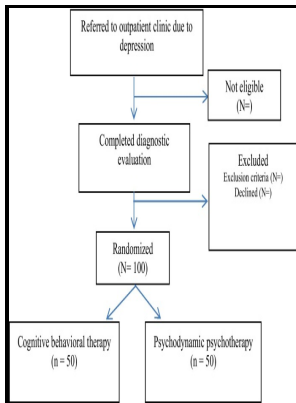 Referred to outpatient clinic due to
depression
Not eligible
(N=)
Completed diagnostic
evaluation
Excluded
Exclusion criteria (N=)
Declined (N=)
Randomized
(N= 100)
Cognitive behavioral therapy
(n = 50)
Psychodynamic psychotherapy
(n = 50)